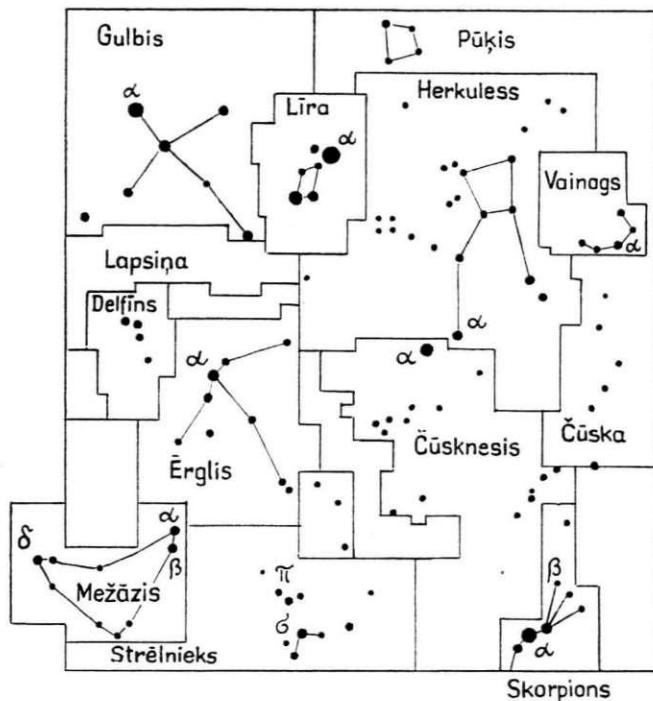 Gulbis
Pūķis
α
Līra
α
Herkuless
Vainags
α
Lapsiņa
Delfīns
α
α
α
Ērglis
Čūsknesis
Čūska
δ
α
β
Mežāzis
π
σ
β
α
Strēlnieks
Skorpions